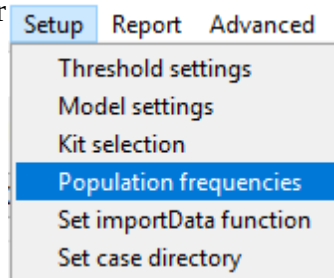 r
Setup Report Advanced
Threshold settings
Model settings
Kit selection
Population frequencies
Set importData function
Set case directory